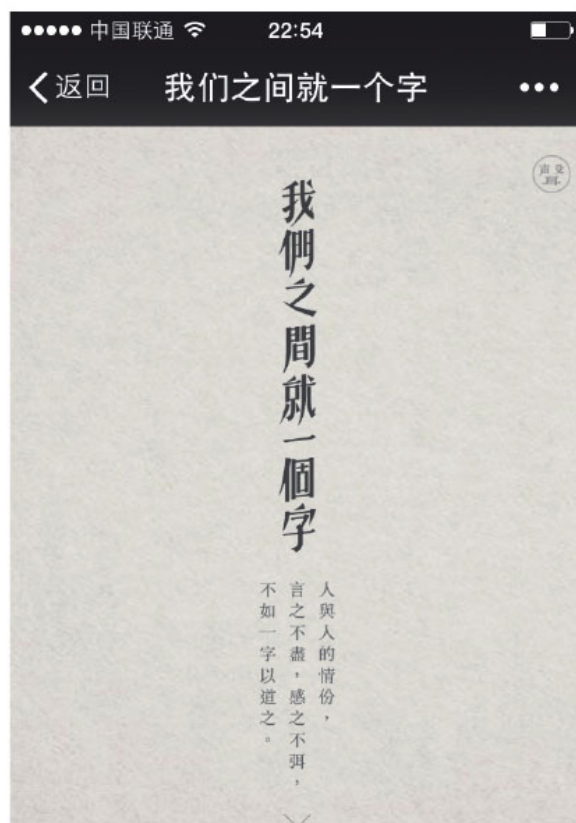 中国联通 22:54
返回 我们之间就一个字
我們之間就一個字
人與人的情份，
言之不盡，感之不弭，
不如一字以道之。